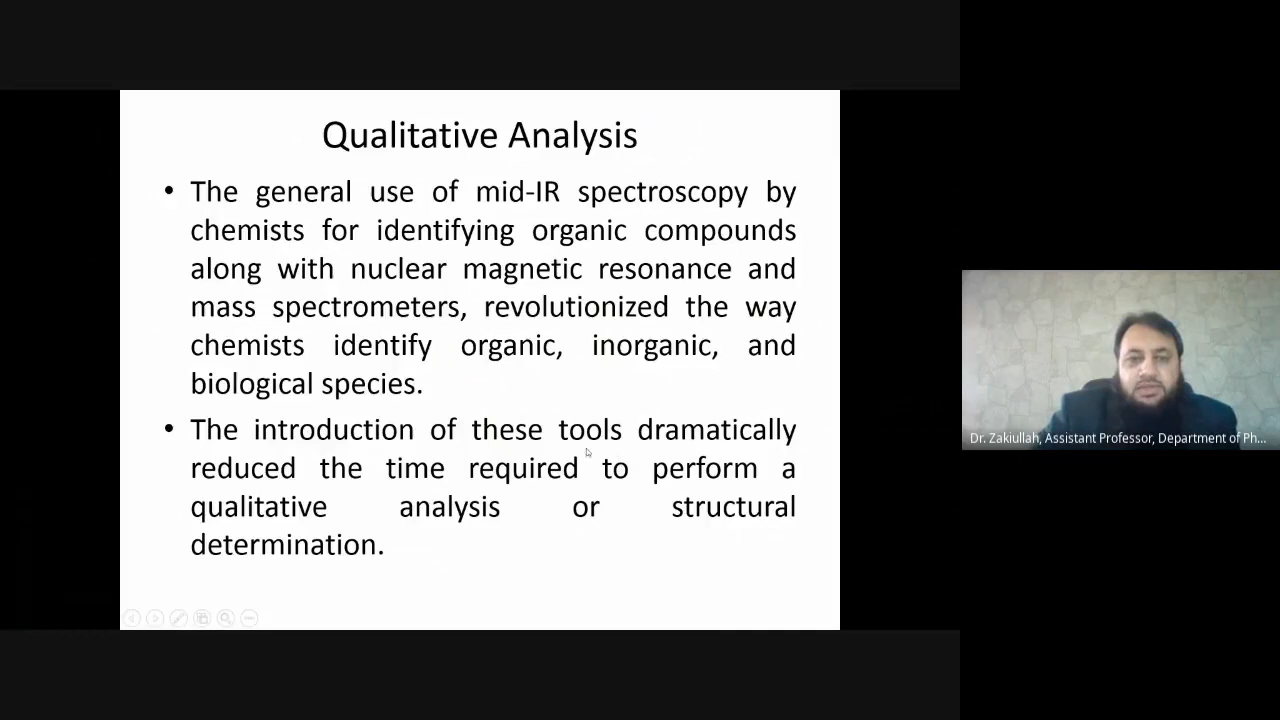 Qualitative Analysis
• The general use of mid-IR spectroscopy by
chemists for identifying organic compounds
along with nuclear magnetic resonance and
mass spectrometers, revolutionized the way
chemists identify organic, inorganic, and
biological species.
• The introduction of these tools dramatically
reduced the time required to perform a
qualitative analysis or structural
determination.
Dr. Zakiullah, Assistant Professor, Department of Ph...